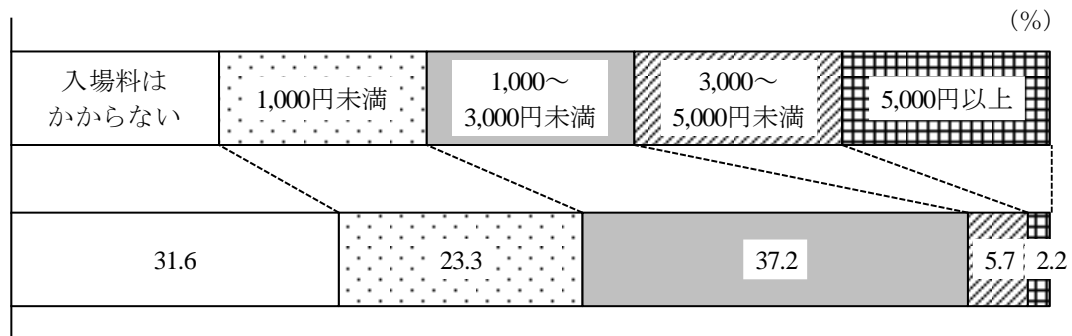 (%)
入場料は
かからない
1,000円未満
1,000～
3,000円未満
3,000～
5,000円未満
5,000円以上
31.6
23.3
37.2
5.7
2.2